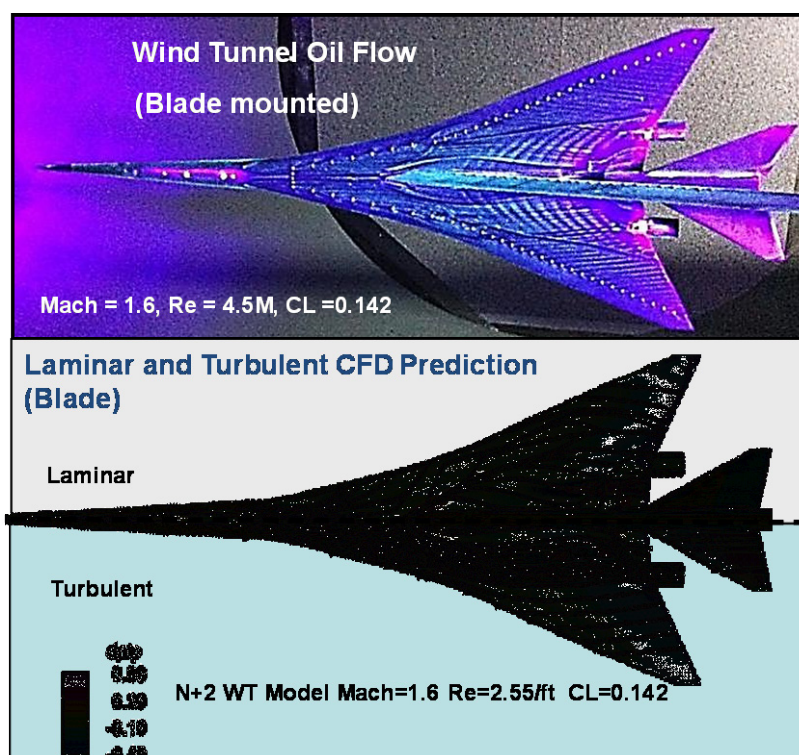 Wind Tunnel Oil Flow
(Blade mounted)
Mach = 1.6, Re = 4.5M, CL =0.142
Laminar and Turbulent CFD Prediction
(Blade)
Laminar
Turbulent
N+2 WT Model Mach=1.6 Re=2.55/ft CL=0.142